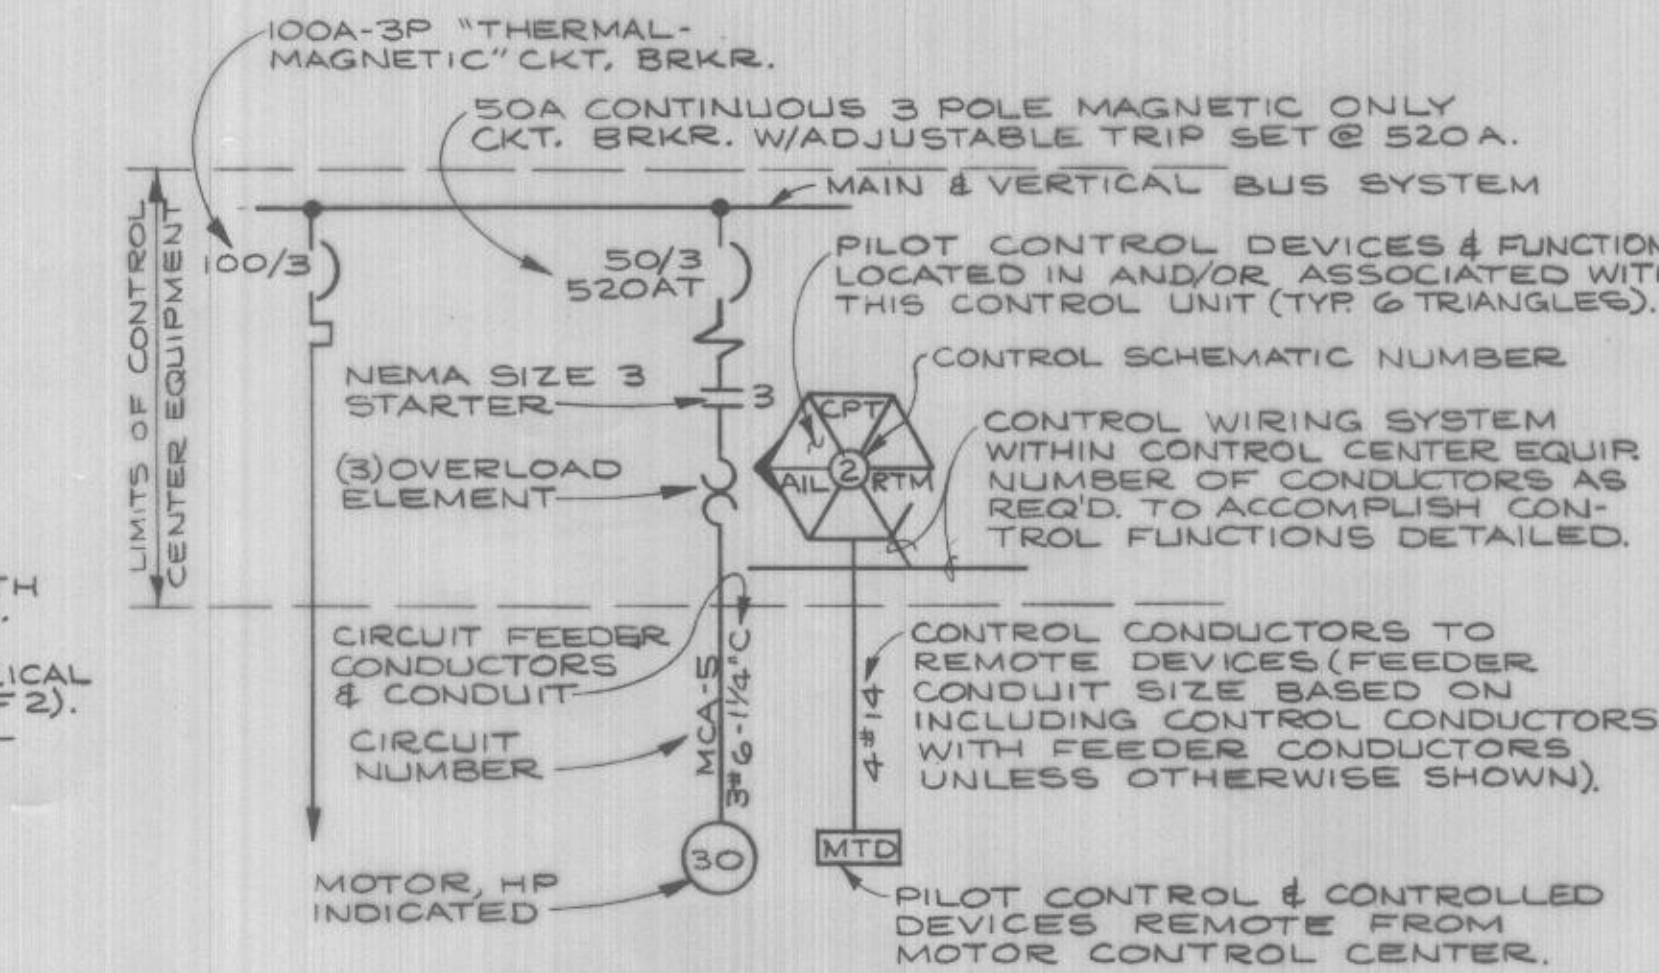 100A-3P "THERMAL-
MAGNETIC" CKT. BRKR.
50A CONTINUOUS 3 POLE MAGNETIC ONLY
CKT. BRKR. W/ADJUSTABLE TRIP SET @ 520 A.
MAIN & VERTICAL BUS SYSTEM
LIMITS OF CONTROL
CENTER EQUIPMENT
100/3
50/3
520AT
PILOT CONTROL DEVICES & FUNCTION
LOCATED IN AND/OR ASSOCIATED WIT
THIS CONTROL UNIT (TYP. 6 TRIANGLES).
CONTROL SCHEMATIC NUMBER
NEMA SIZE 3
STARTER
3
CPT
2
AIL
RTM
CONTROL WIRING SYSTEM
WITHIN CONTROL CENTER EQUIP.
NUMBER OF CONDUCTORS AS
REQ'D. TO ACCOMPLISH CON-
TROL FUNCTIONS DETAILED.
(3) OVERLOAD
ELEMENT
TH
.
LICAL
F 2).
CIRCUIT FEEDER
CONDUCTORS
& CONDUIT
CIRCUIT
NUMBER
MCA-5
3#6-1 1/4"C
4#14
CONTROL CONDUCTORS TO
REMOTE DEVICES (FEEDER
CONDUIT SIZE BASED ON
INCLUDING CONTROL CONDUCTORS
WITH FEEDER CONDUCTORS
UNLESS OTHERWISE SHOWN).
MOTOR, HP
INDICATED
30
MTD
PILOT CONTROL & CONTROLLED
DEVICES REMOTE FROM
MOTOR CONTROL CENTER.